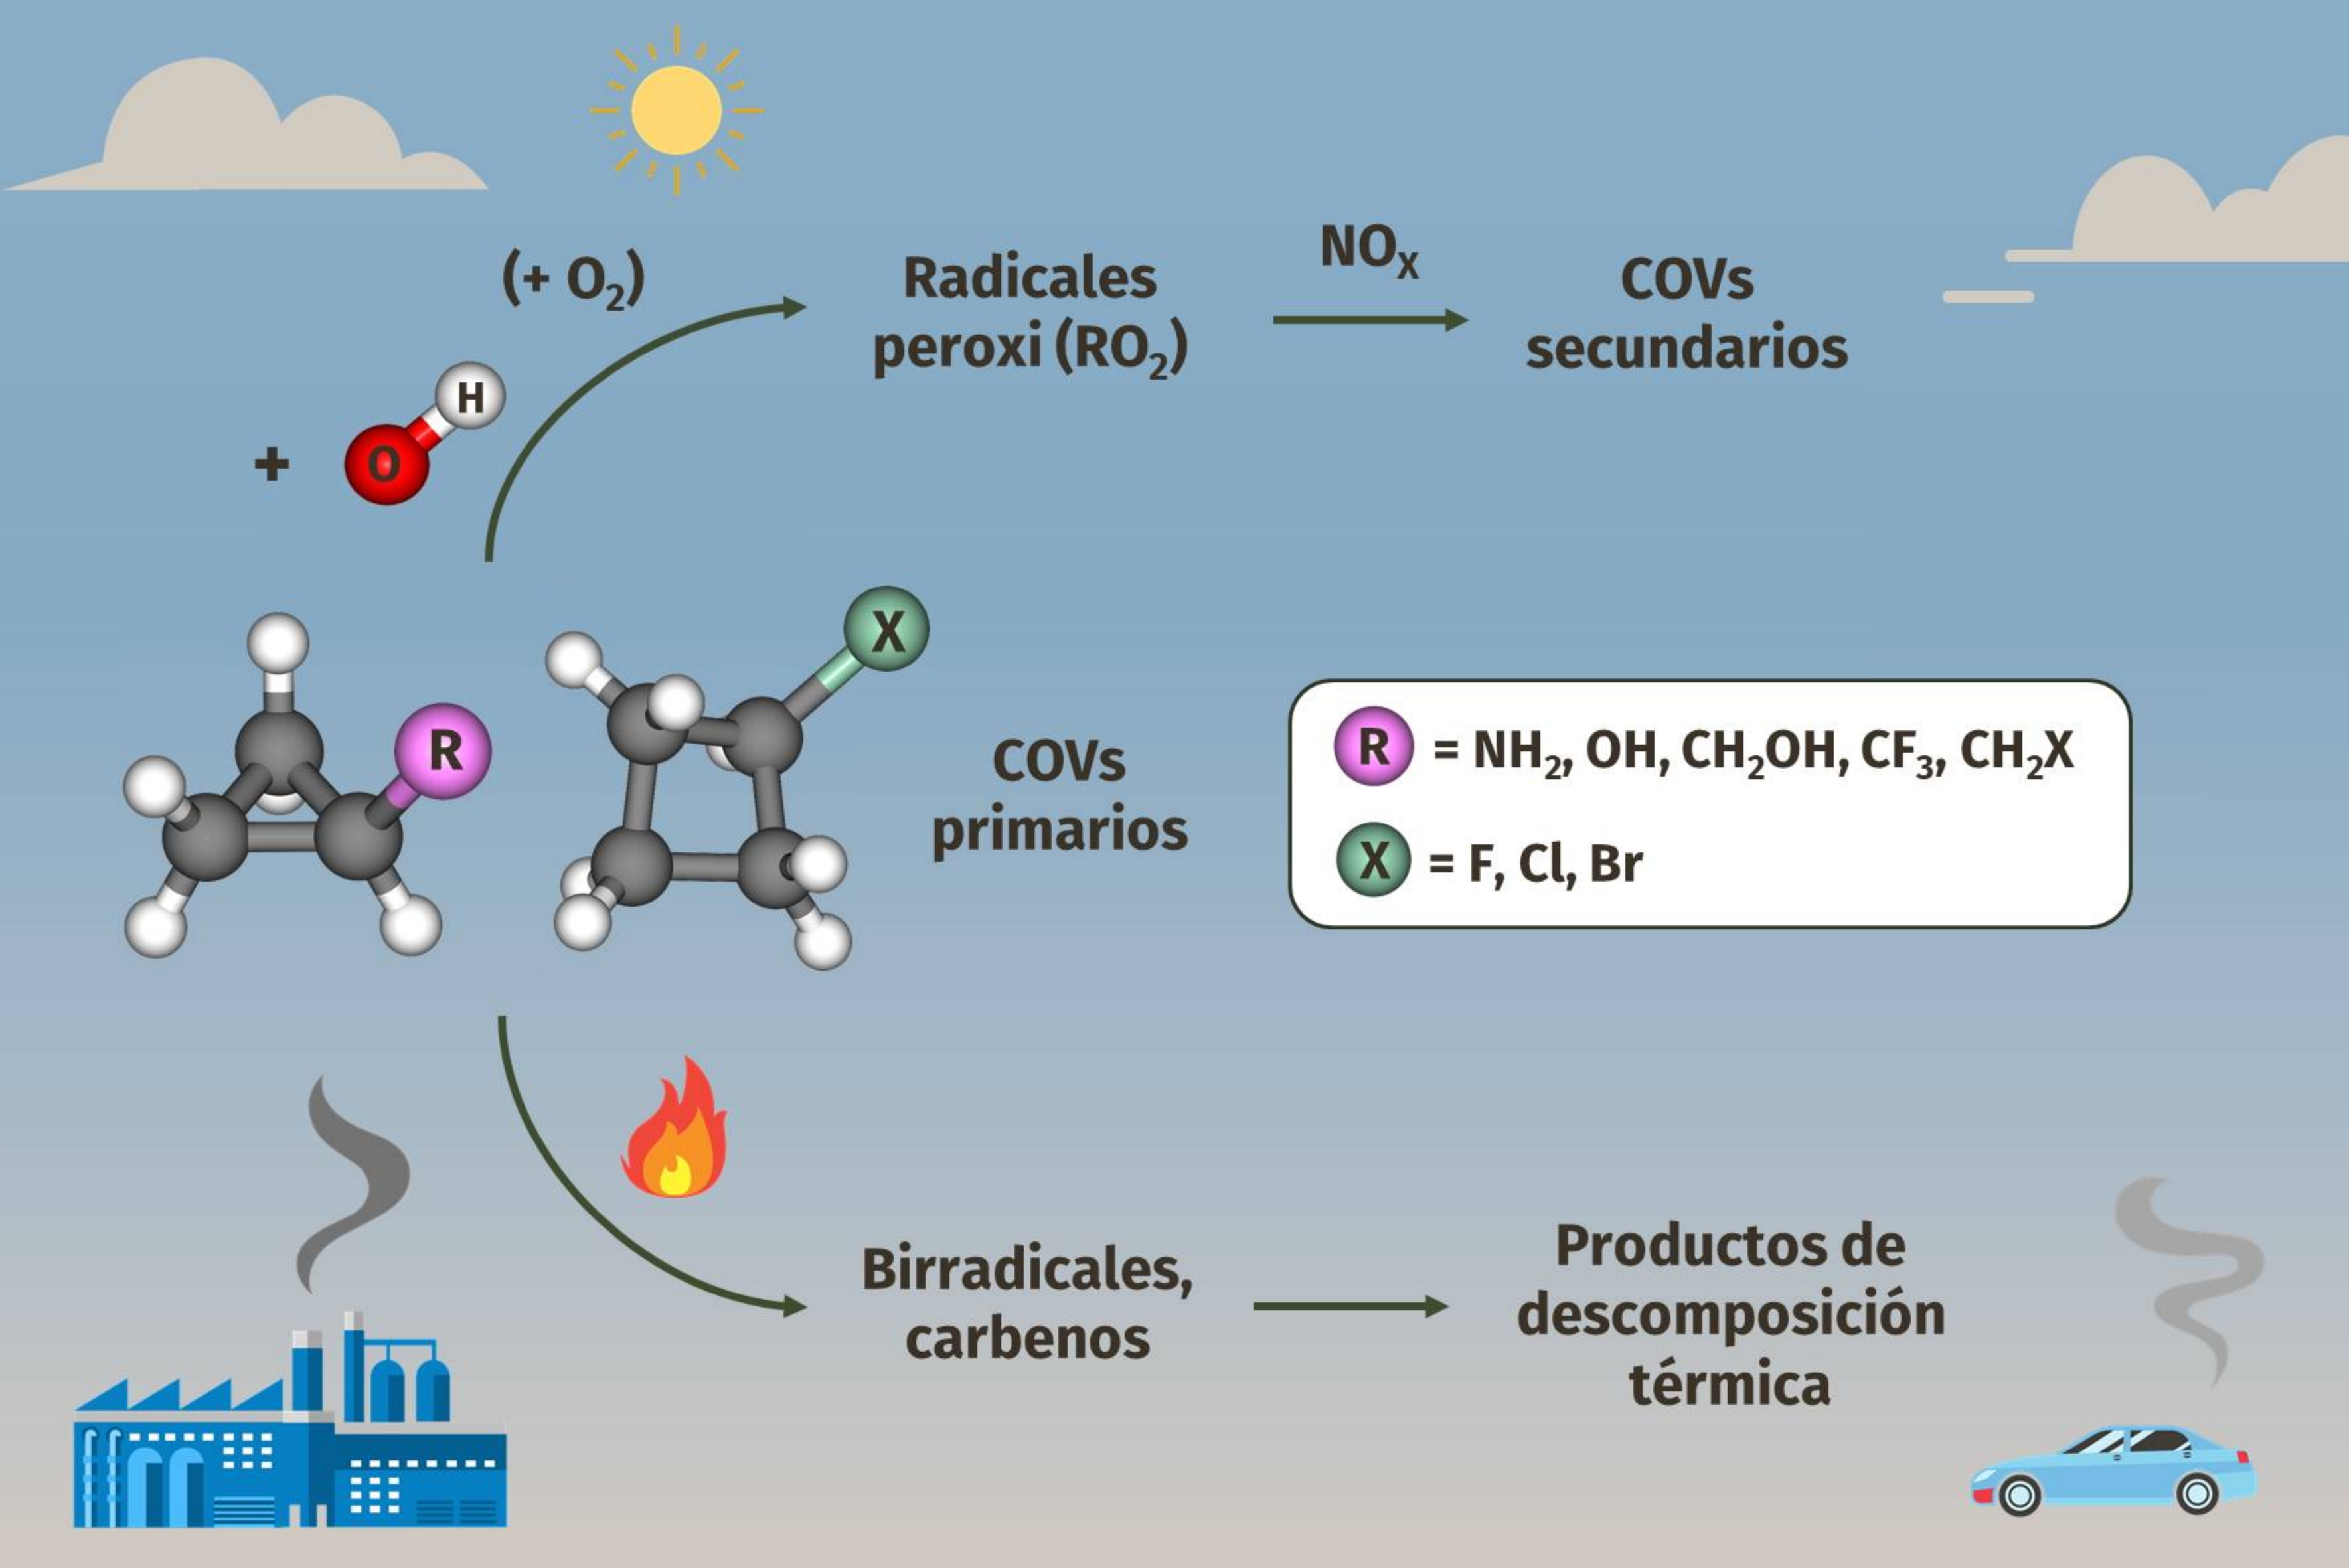 (+ O₂)
Radicales
peroxi (RO₂)
NOₓ
COVs
secundarios
+
H
O
X
R
COVs
primarios
R = NH₂, OH, CH₂OH, CF₃, CH₂X
X = F, Cl, Br
Birradicales,
carbenos
Productos de
descomposición
térmica